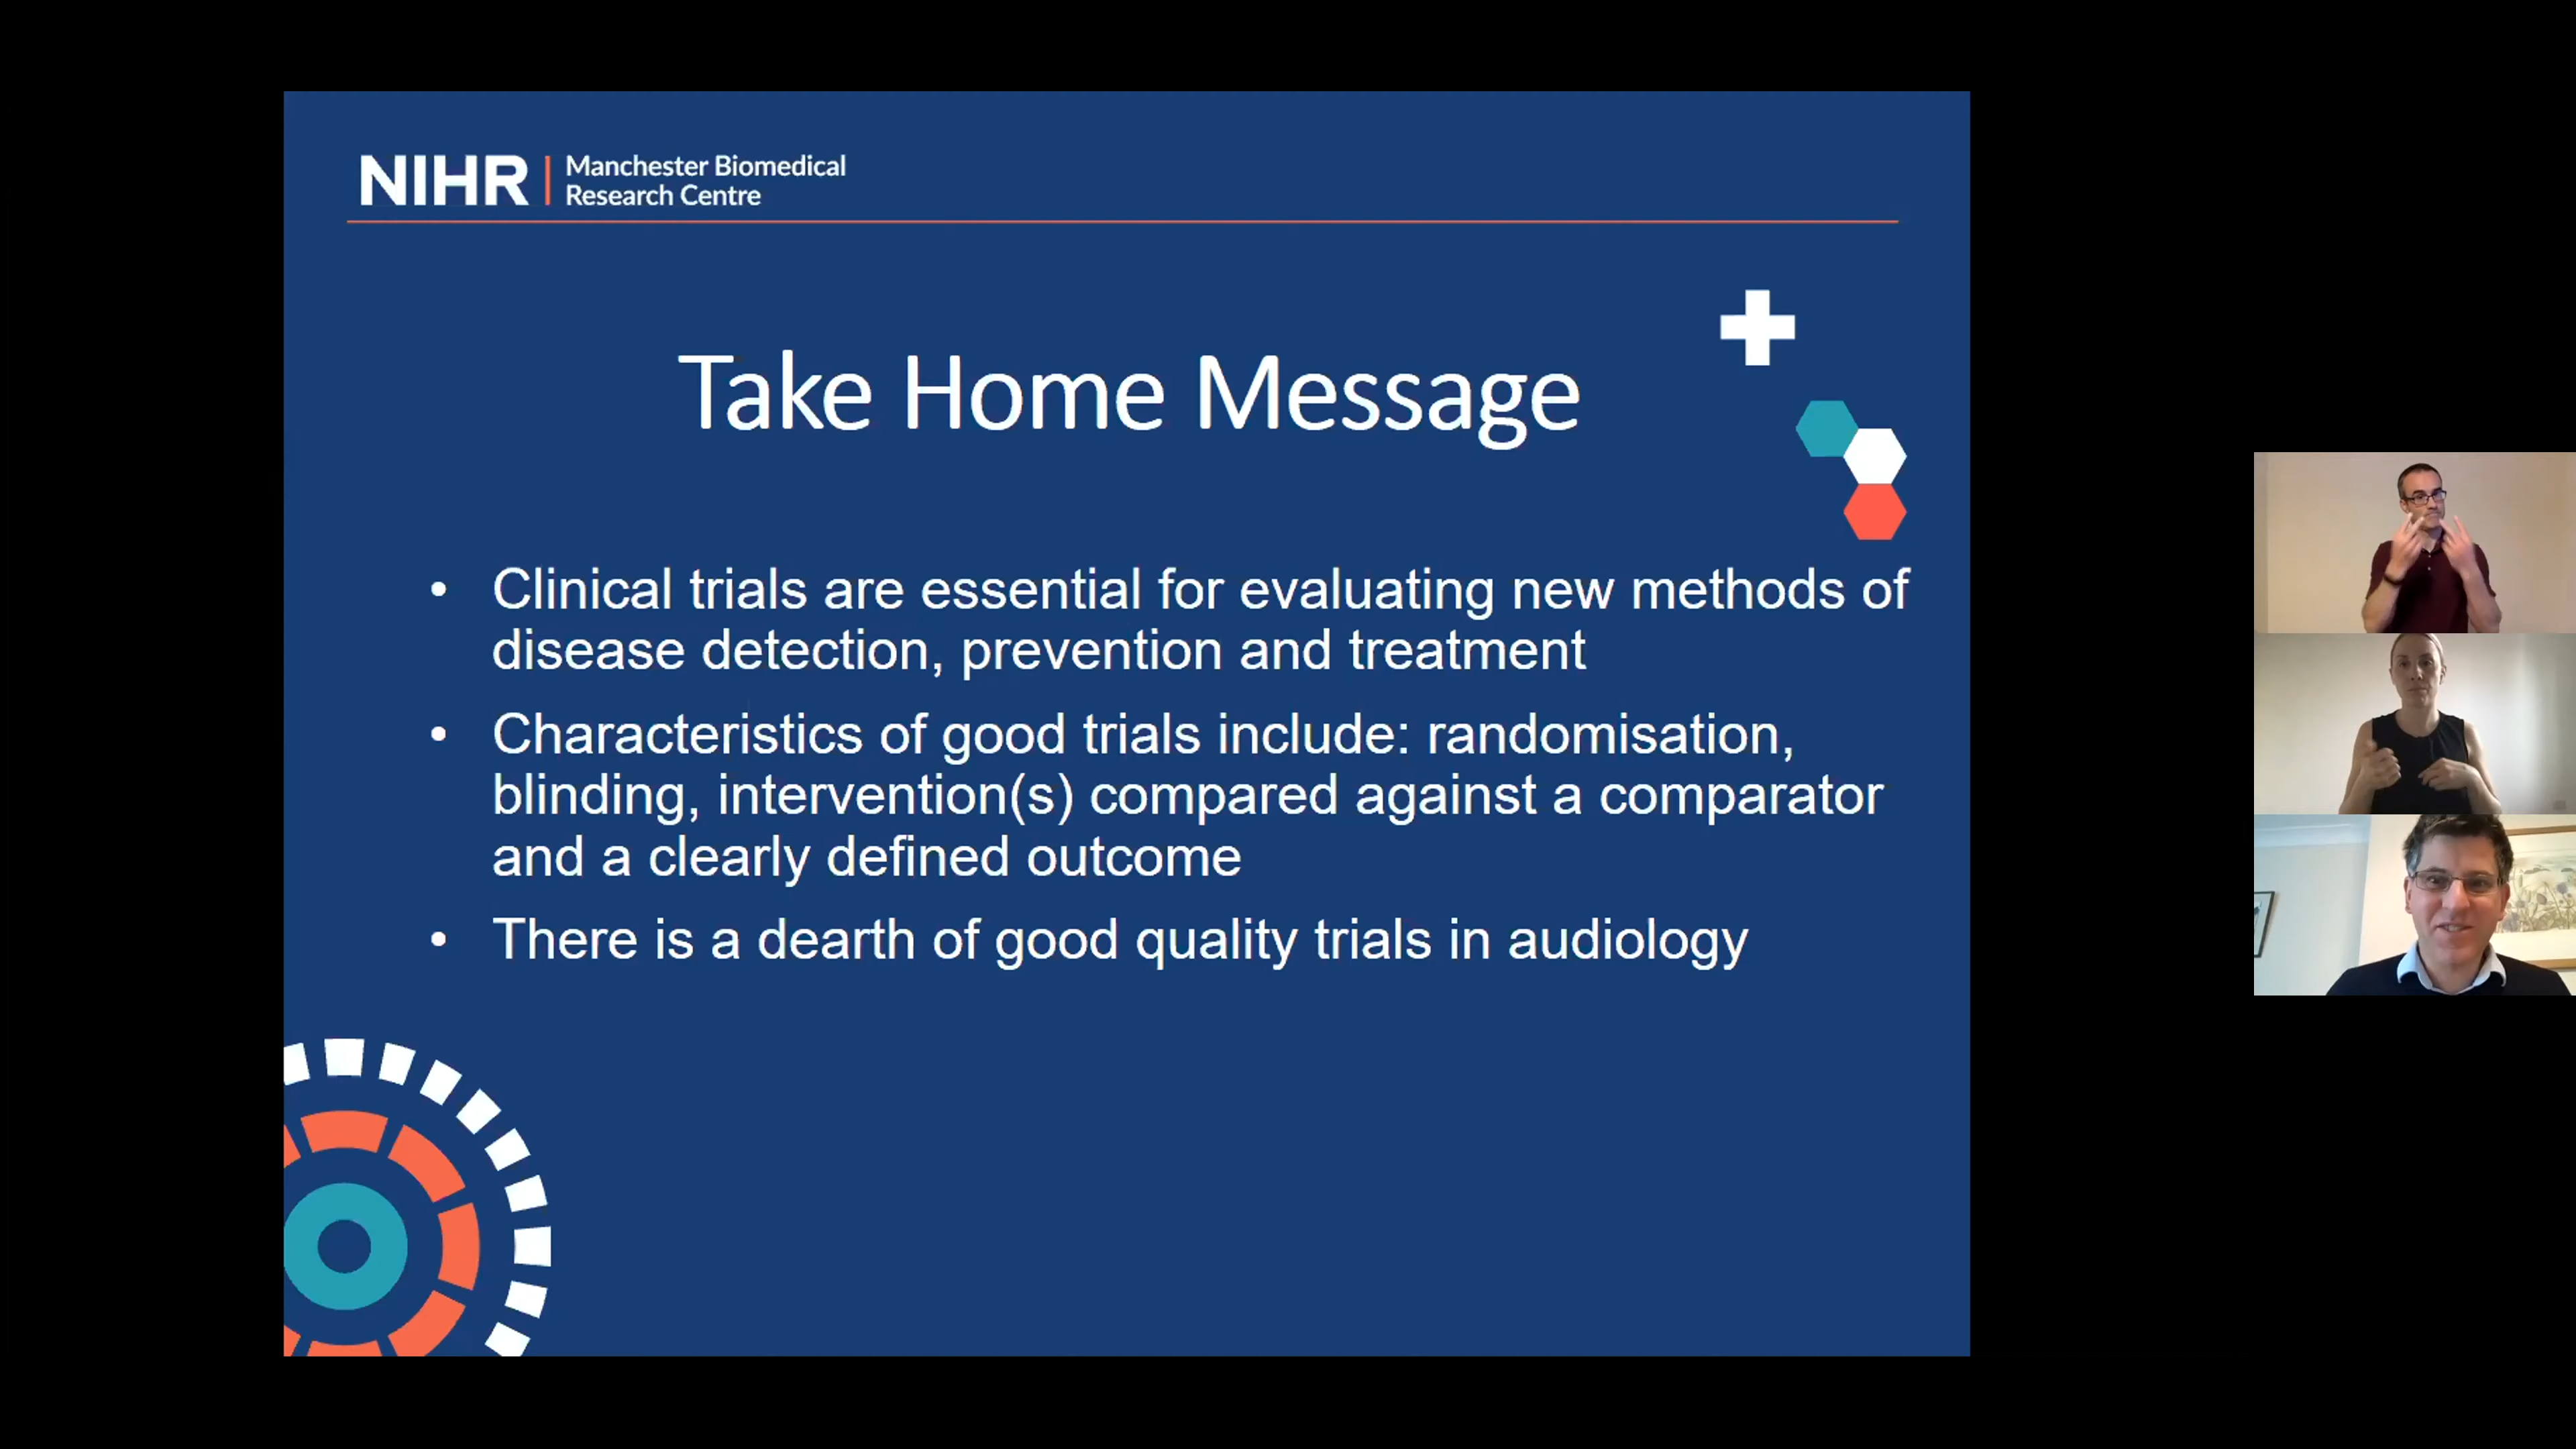 NIHR | Manchester Biomedical
Research Centre
Take Home Message
• Clinical trials are essential for evaluating new methods of
disease detection, prevention and treatment
• Characteristics of good trials include: randomisation,
blinding, intervention(s) compared against a comparator
and a clearly defined outcome
• There is a dearth of good quality trials in audiology